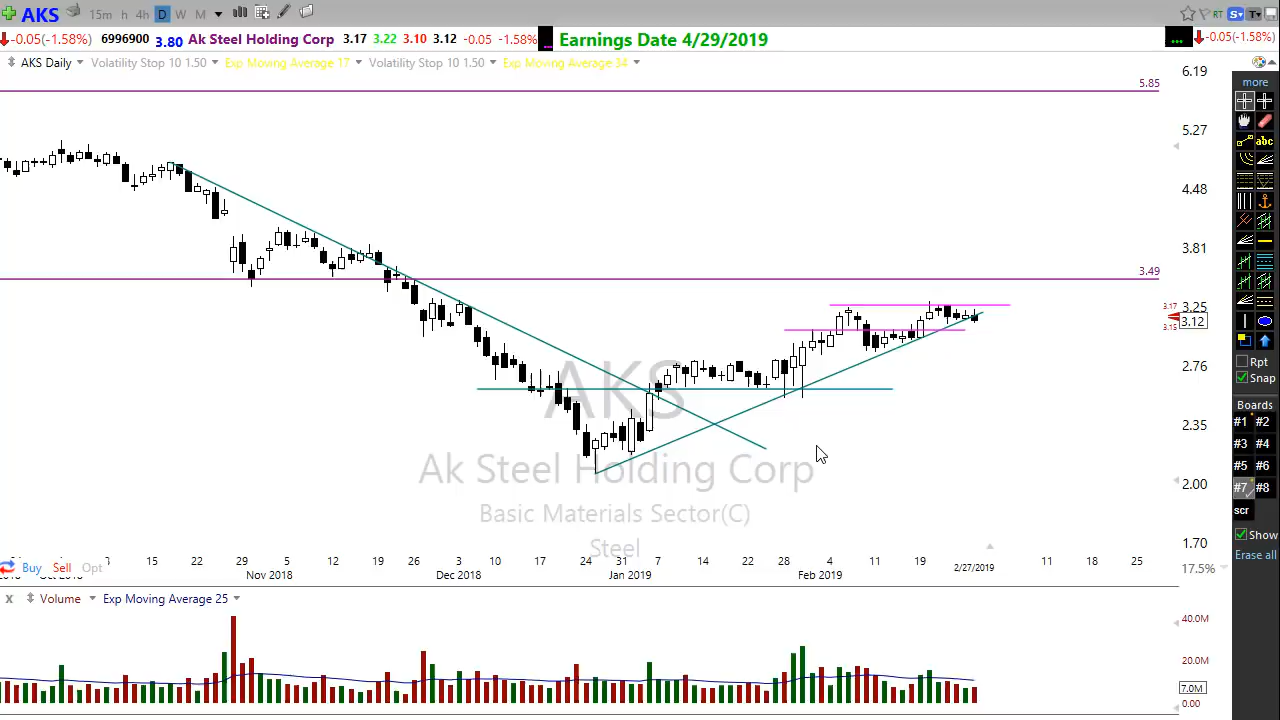 AKS 15m h 4h D W M RT S T
-0.05(-1.58%) 6996900 3.80 Ak Steel Holding Corp 3.17 3.22 3.10 3.12 -0.05 -1.58% ... Earnings Date 4/29/2019 ... -0.05(-1.58%)
AKS Daily Volatility Stop 10 1.50 Exp Moving Average 17 Volatility Stop 10 1.50 Exp Moving Average 34
6.19
more
5.85
5.27
abc
4.48
3.81
3.49
3.17
3.25
3.12
3.15
2.76
Rpt
Snap
AKS
Boards
#1 #2
2.35
#3 #4
Ak Steel Holding Corp
#5 #6
2.00
#7 #8
Basic Materials Sector(C)
scr
Steel
1.70
Show
Erase all
15 22 29 5 12 19 26 3 10 17 24 31 7 14 22 28 4 11 19 2/27/2019 11 18 25
Buy Sell Opt
17.5%
Nov 2018 Dec 2018 Jan 2019 Feb 2019
X Volume Exp Moving Average 25
40.0M
20.0M
7.0M
0.00